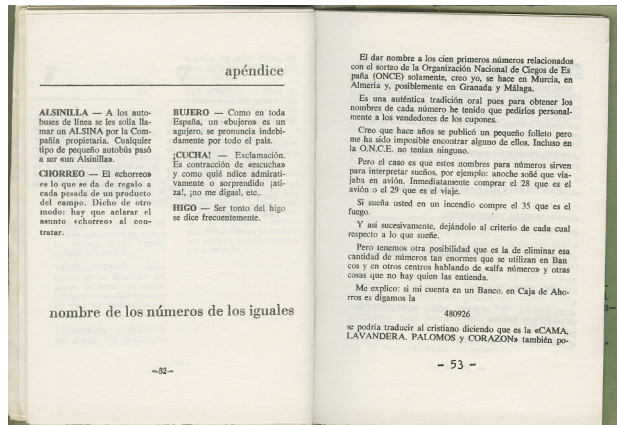 apéndice
ALSINILLA — A los auto-
buses de línea se les solía lla-
mar un ALSINA por la Com-
pañía propietaria. Cualquier
tipo de pequeño autobús pasó
a ser «un Alsinilla».
CHORREO — El «chorreo»
es lo que se da de regalo a
cada pesada de un producto
del campo. Dicho de otro
modo: hay que aclarar el
asunto «chorreo» al con-
tratar.
BUJERO — Como en toda
España, un «bujero» es un
agujero, se pronuncia indebi-
damente por todo el país.
¡CUCHA! — Exclamación.
Es contracción de «escucha»
y como quié ndice admirati-
vamente o sorprendido ¡ati-
za!, ¡no me digas!, etc..
HIGO — Ser tonto del higo
se dice frecuentemente.
nombre de los números de los iguales
—52—
El dar nombre a los cien primeros números relacionados
con el sorteo de la Organización Nacional de Ciegos de Es
paña (ONCE) solamente, creo yo, se hace en Murcia, en
Almería y, posiblemente en Granada y Málaga.
Es una auténtica tradición oral pues para obtener los
nombres de cada número he tenido que pedirlos personal-
mente a los vendedores de los cupones.
Creo que hace años se publicó un pequeño folleto pero
me ha sido imposible encontrar alguno de ellos. Incluso en
la O.N.C.E. no tenían ninguno.
Pero el caso es que estos nombres para números sirven
para interpretar sueños, por ejemplo: anoche soñé que via-
jaba en avión. Inmediatamente comprar el 28 que es el
avión o el 29 que es el viaje.
Si sueña usted en un incendio compre el 35 que es el
fuego.
Y así sucesivamente, dejándolo al criterio de cada cual
respecto a lo que sueñe.
Pero tenemos otra posibilidad que es la de eliminar esa
cantidad de números tan enormes que se utilizan en Ban
cos y en otros centros hablando de «alfa número» y otras
cosas que no hay quien las entienda.
Me explico: si mi cuenta en un Banco, en Caja de Aho-
rros es digamos la
480926
se podría traducir al cristiano diciendo que es la «CAMA,
LAVANDERA, PALOMOS y CORAZON» también po-
- 53 -